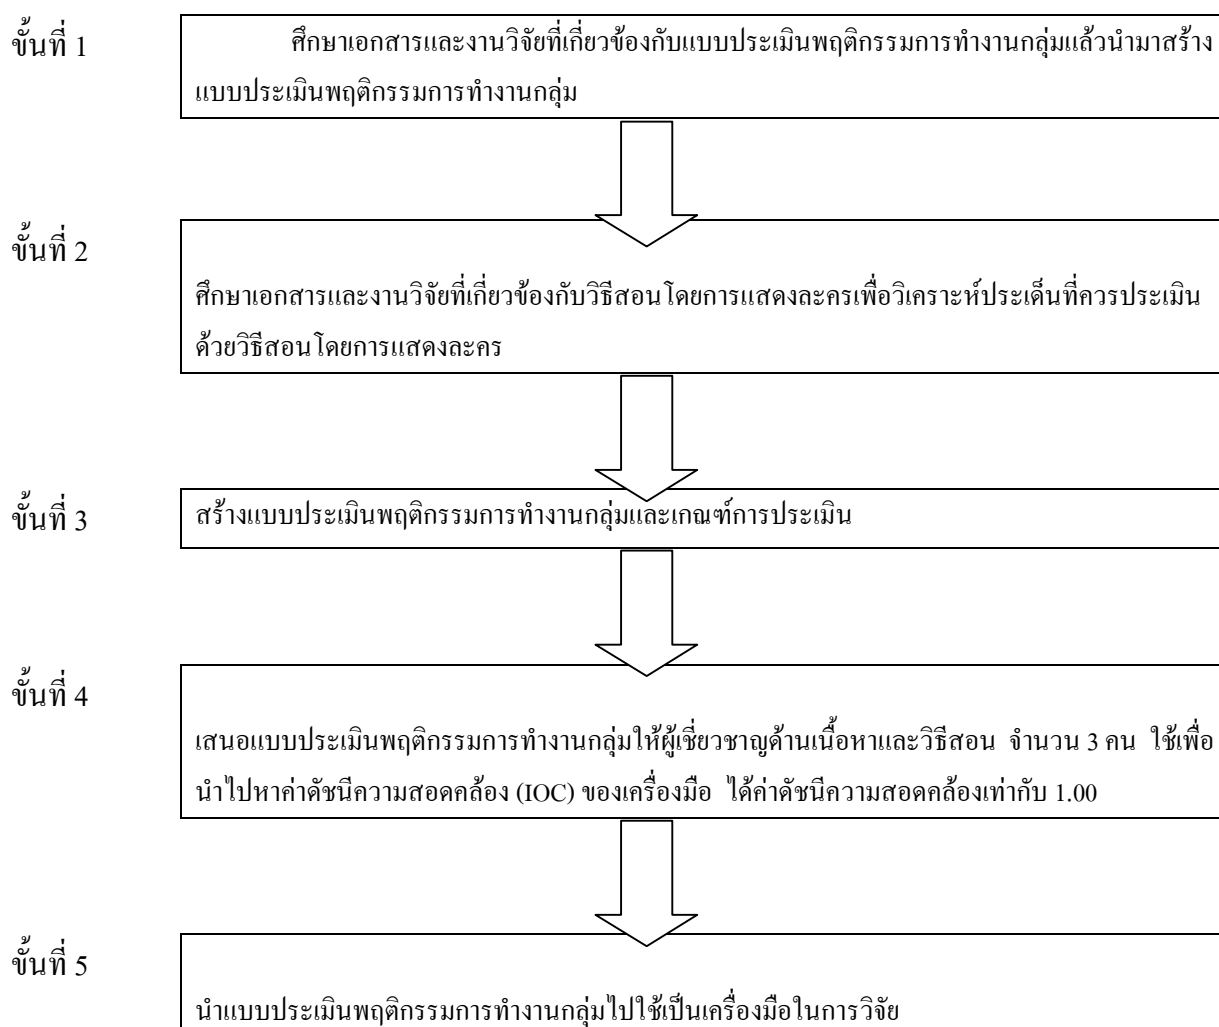 ขั้นที่ 1
ศึกษาเอกสารและงานวิจัยที่เกี่ยวข้องกับแบบประเมินพฤติกรรมการทำงานกลุ่มแล้วนำมาสร้าง
แบบประเมินพฤติกรรมการทำงานกลุ่ม
ขั้นที่ 2
ศึกษาเอกสารและงานวิจัยที่เกี่ยวข้องกับวิธีสอนโดยการแสดงละครเพื่อวิเคราะห์ประเด็นที่ควรประเมิน
ด้วยวิธีสอนโดยการแสดงละคร
ขั้นที่ 3
สร้างแบบประเมินพฤติกรรมการทำงานกลุ่มและเกณฑ์การประเมิน
ขั้นที่ 4
เสนอแบบประเมินพฤติกรรมการทำงานกลุ่มให้ผู้เชี่ยวชาญด้านเนื้อหาและวิธีสอน จำนวน 3 คน ใช้เพื่อ
นำไปหาค่าดัชนีความสอดคล้อง (IOC) ของเครื่องมือ ได้ค่าดัชนีความสอดคล้องเท่ากับ 1.00
ขั้นที่ 5
นำแบบประเมินพฤติกรรมการทำงานกลุ่มไปใช้เป็นเครื่องมือในการวิจัย